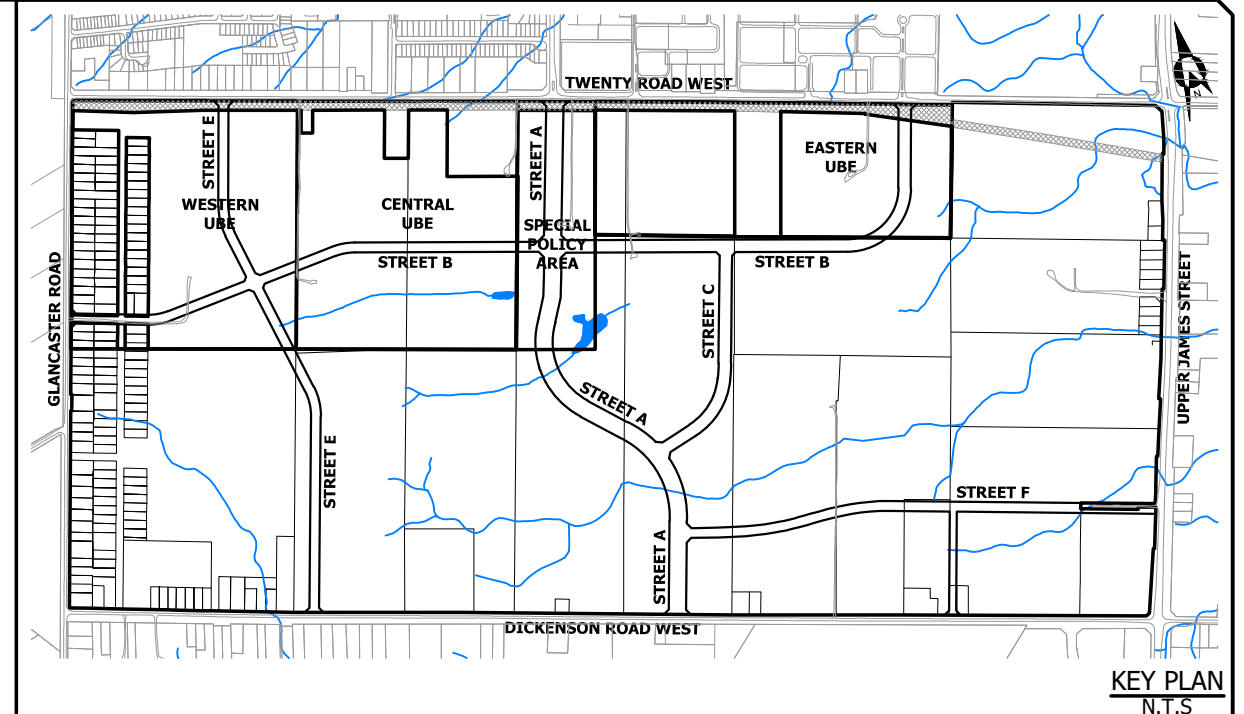 TWENTY ROAD WEST
N
STREET E
STREET A
EASTERN
UBE
WESTERN
UBE
CENTRAL
UBE
SPECIAL
POLICY
AREA
STREET B
STREET B
GLANCASTER ROAD
STREET C
UPPER JAMES STREET
STREET A
STREET E
STREET F
STREET A
DICKENSON ROAD WEST
KEY PLAN
N.T.S